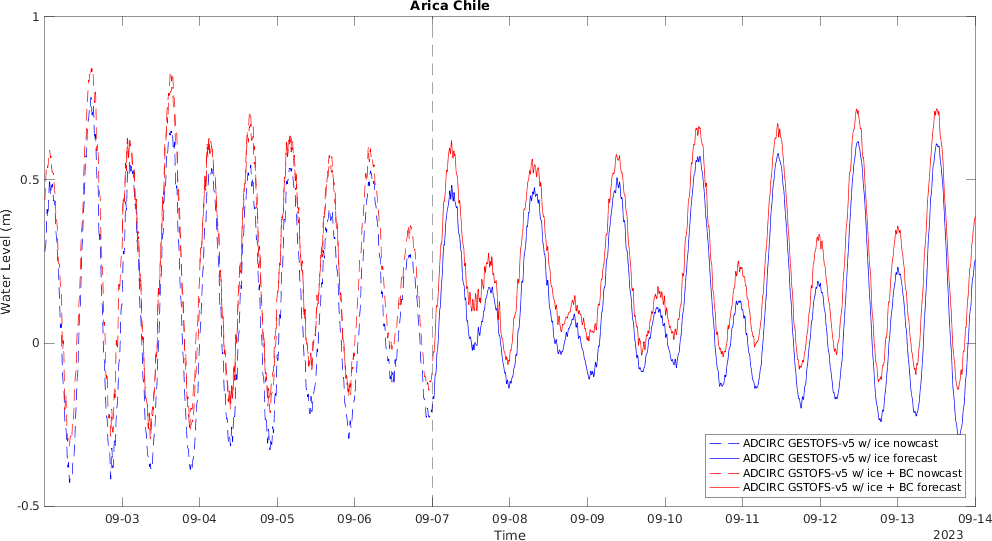 Arica Chile
1
0.5
0
-0.5
Water Level (m)
09-03 09-04 09-05 09-06 09-07 09-08 09-09 09-10 09-11 09-12 09-13 09-14
Time
2023
ADCIRC GESTOFS-v5 w/ ice nowcast
ADCIRC GESTOFS-v5 w/ ice forecast
ADCIRC GSTOFS-v5 w/ ice + BC nowcast
ADCIRC GSTOFS-v5 w/ ice + BC forecast